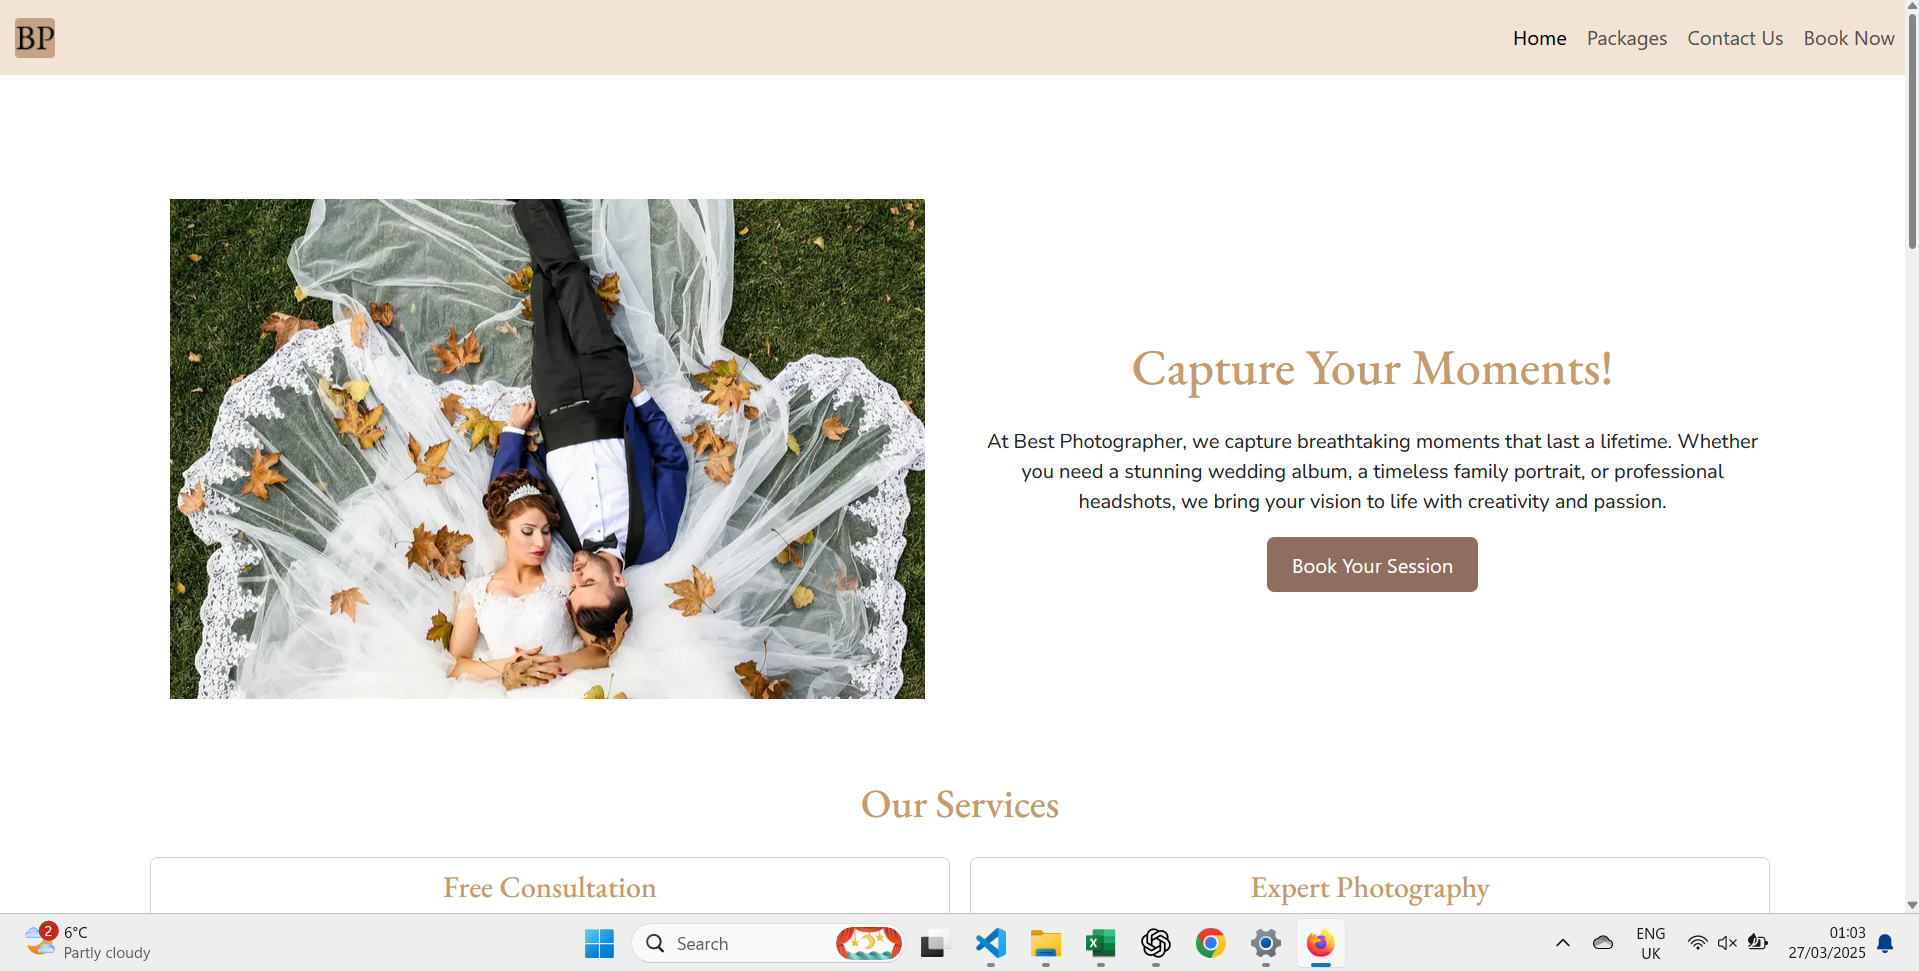 BP
Home Packages Contact Us Book Now
Capture Your Moments!
At Best Photographer, we capture breathtaking moments that last a lifetime. Whether
you need a stunning wedding album, a timeless family portrait, or professional
headshots, we bring your vision to life with creativity and passion.
Book Your Session
Our Services
Free Consultation
Expert Photography
2
6°C
Partly cloudy
Search
ENG
UK
01:03
27/03/2025